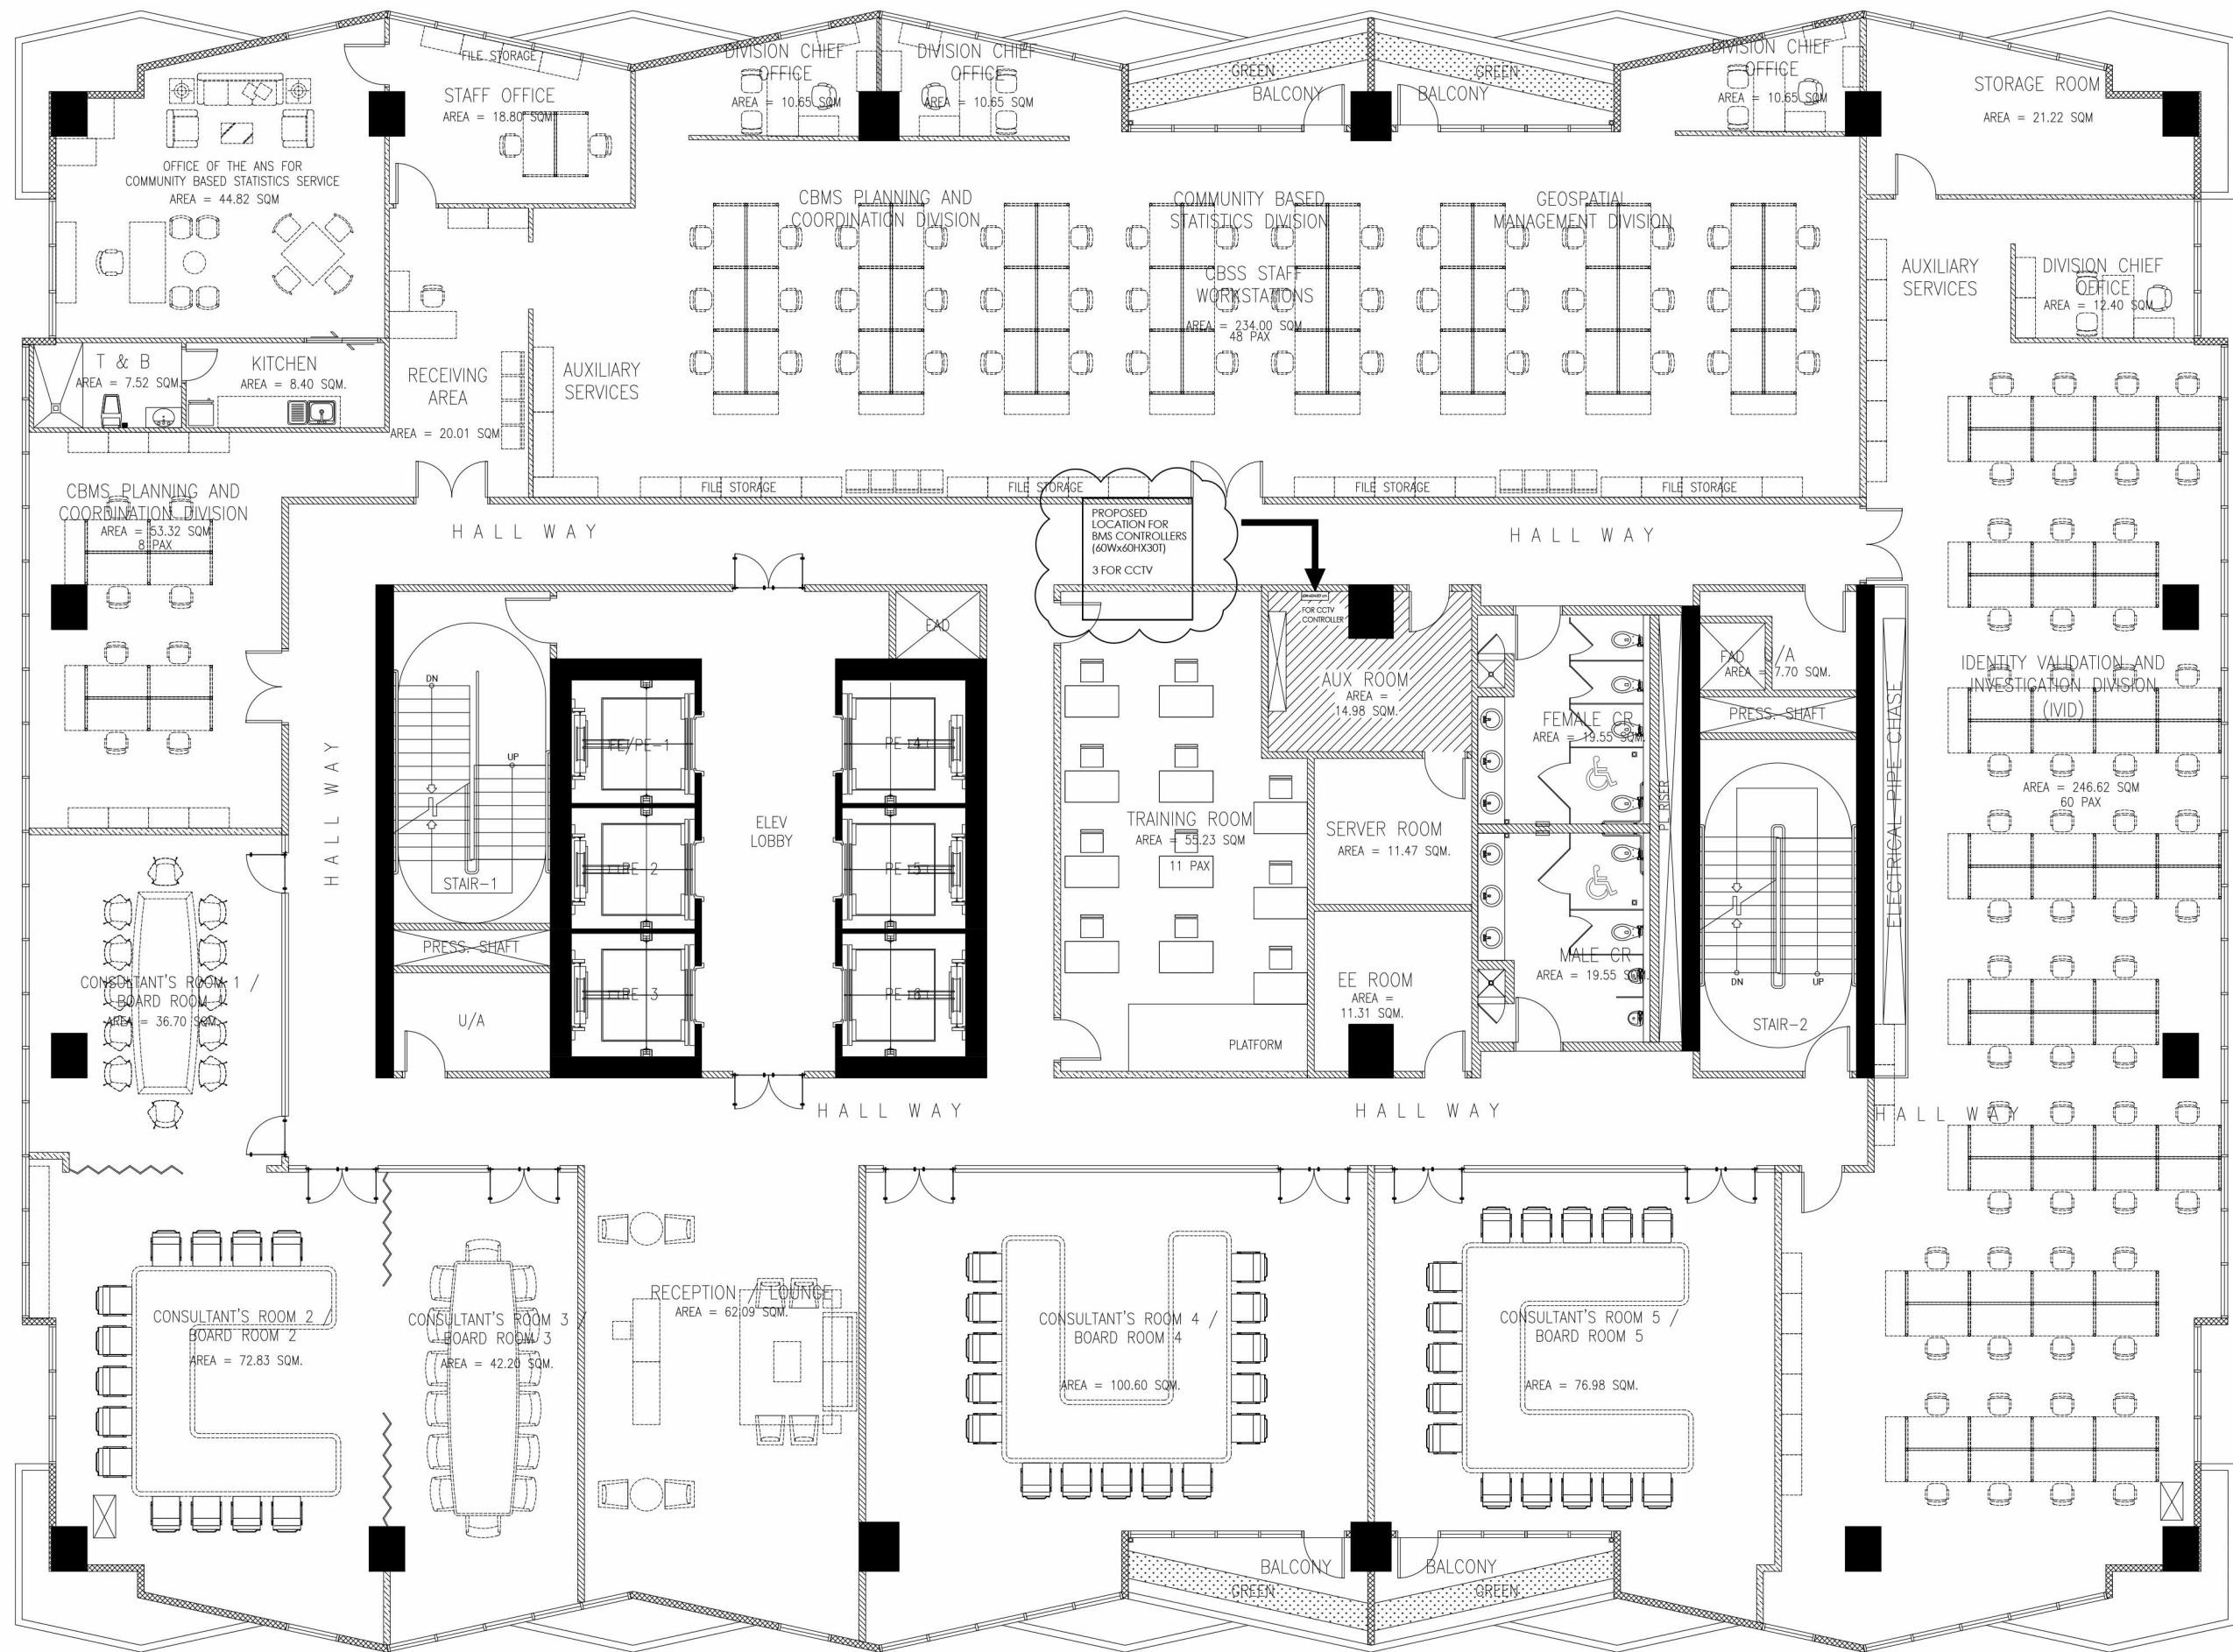 FILE STORAGE
STAFF OFFICE
AREA = 18.80 SQM
DIVISION CHIEF
OFFICE
AREA = 10.65 SQM
DIVISION CHIEF
OFFICE
AREA = 10.65 SQM
GREEN
BALCONY
GREEN
BALCONY
DIVISION CHIEF
OFFICE
AREA = 10.65 SQM
STORAGE ROOM
AREA = 21.22 SQM
OFFICE OF THE ANS FOR
COMMUNITY BASED STATISTICS SERVICE
AREA = 44.82 SQM
CBMS PLANNING AND
COORDINATION DIVISION
COMMUNITY BASED
STATISTICS DIVISION
GEOSPATIAL
MANAGEMENT DIVISION
CBSS STAFF
WORKSTATIONS
AREA = 234.00 SQM
48 PAX
AUXILIARY
SERVICES
DIVISION CHIEF
OFFICE
AREA = 12.40 SQM
T & B
AREA = 7.52 SQM.
KITCHEN
AREA = 8.40 SQM.
RECEIVING
AREA
AREA = 20.01 SQM
AUXILIARY
SERVICES
FILE STORAGE
FILE STORAGE
FILE STORAGE
FILE STORAGE
CBMS PLANNING AND
COORDINATION DIVISION
AREA = 53.32 SQM
8 PAX
HALL WAY
PROPOSED
LOCATION FOR
BMS CONTROLLERS
(60Wx60HX30T)
3 FOR CCTV
HALL WAY
FOR CCTV
CONTROLLER
DN
UP
STAIR-1
PRESS. SHAFT
U/A
HALL WAY
FE/PE-1
PE-2
PE-3
ELEV
LOBBY
FAD
PE-4
PE-5
PE-6
TRAINING ROOM
AREA = 55.23 SQM
11 PAX
PLATFORM
AUX ROOM
AREA =
14.98 SQM.
SERVER ROOM
AREA = 11.47 SQM.
EE ROOM
AREA =
11.31 SQM.
FEMALE CR
AREA = 19.55 SQM.
MALE CR
AREA = 19.55 SQM.
PL RISER
FAD
/A
AREA = 7.70 SQM.
PRESS. SHAFT
DN
UP
STAIR-2
ELECTRICAL PIPE CHASE
IDENTITY VALIDATION AND
INVESTIGATION DIVISION
(IVID)
AREA = 246.62 SQM
60 PAX
CONSULTANT'S ROOM 1 /
BOARD ROOM 1
AREA = 36.70 SQM.
HALL WAY
HALL WAY
HALL WAY
CONSULTANT'S ROOM 2 /
BOARD ROOM 2
AREA = 72.83 SQM.
CONSULTANT'S ROOM 3 /
BOARD ROOM 3
AREA = 42.20 SQM.
RECEPTION / LOUNGE
AREA = 62.09 SQM.
CONSULTANT'S ROOM 4 /
BOARD ROOM 4
AREA = 100.60 SQM.
CONSULTANT'S ROOM 5 /
BOARD ROOM 5
AREA = 76.98 SQM.
BALCONY
GREEN
BALCONY
GREEN